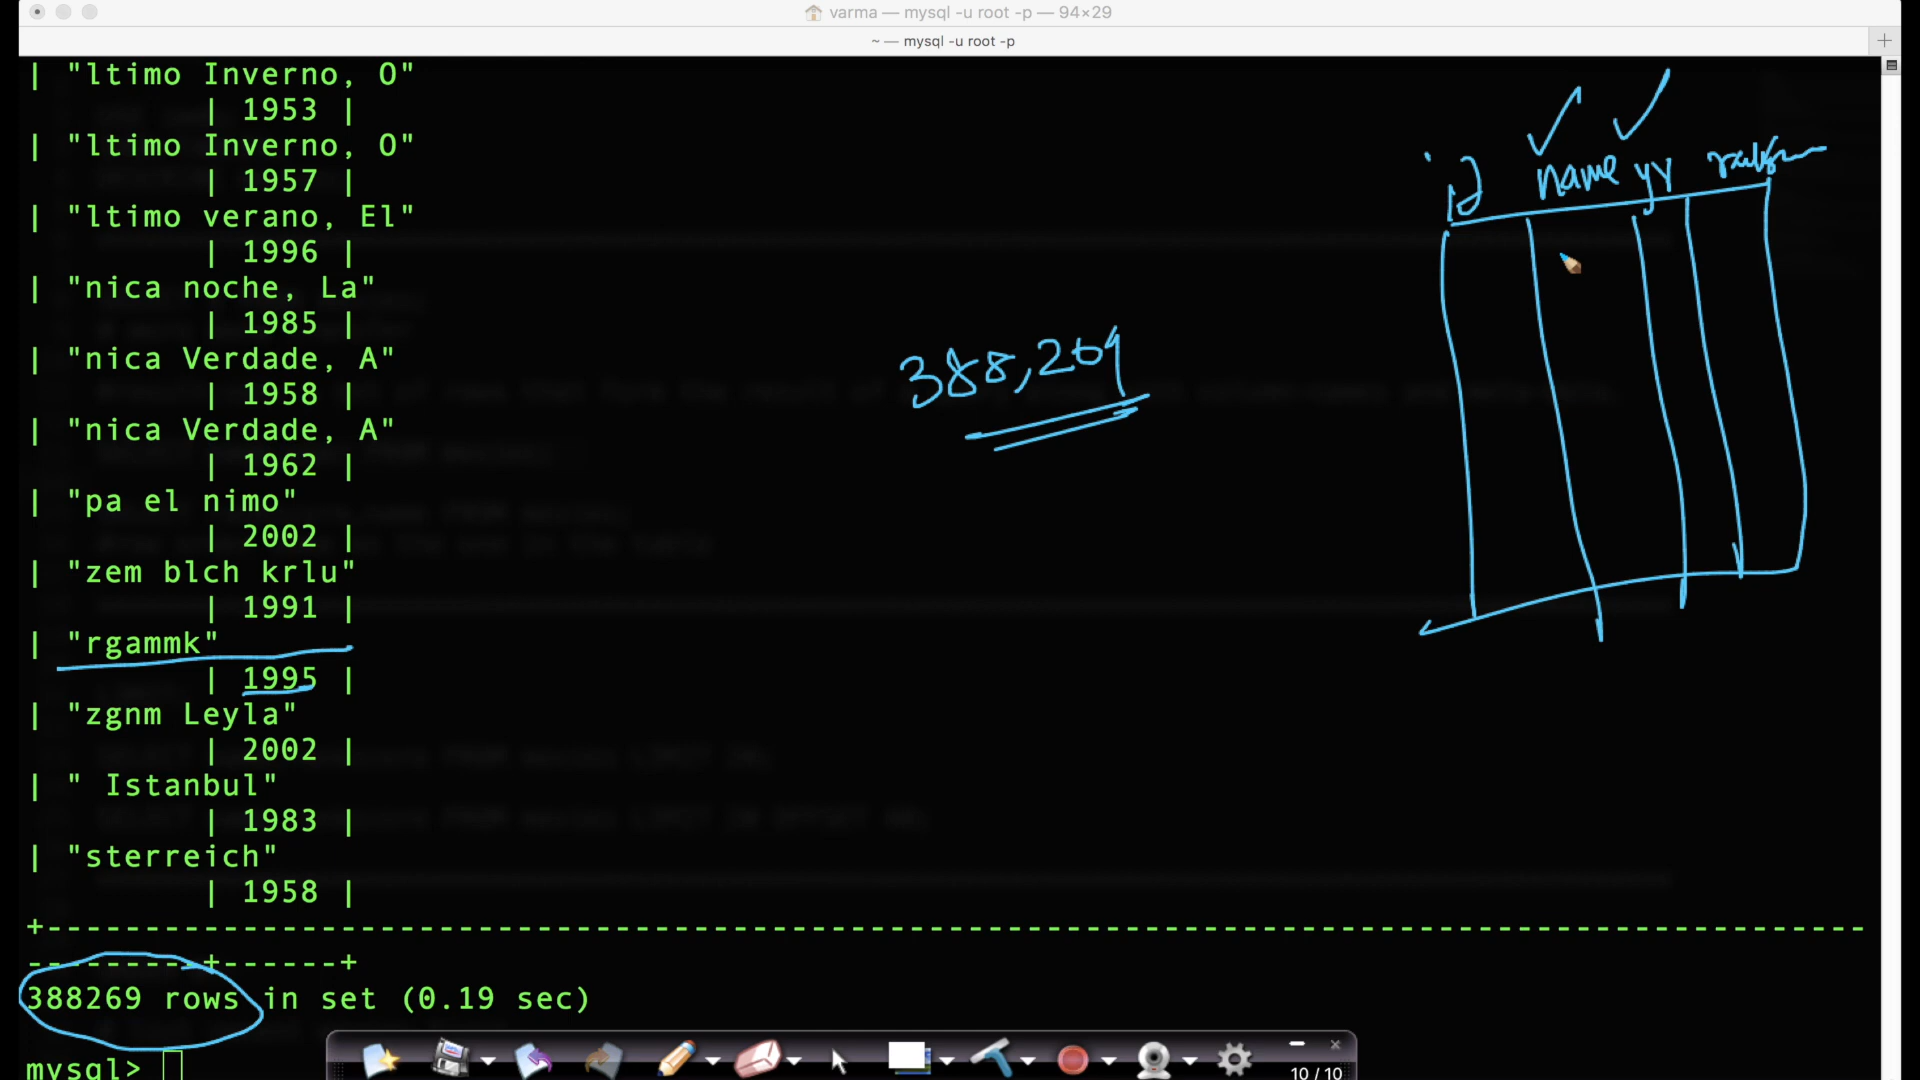 varma — mysql -u root -p — 94×29
~ — mysql -u root -p
| "ltimo Inverno, O"
| 1953 |
| "ltimo Inverno, O"
| 1957 |
| "ltimo verano, El"
| 1996 |
| "nica noche, La"
| 1985 |
| "nica Verdade, A"
| 1958 |
| "nica Verdade, A"
| 1962 |
| "pa el nimo"
| 2002 |
| "zem blch krlu"
| 1991 |
| "rgammk"
| 1995 |
| "zgnm Leyla"
| 2002 |
| " Istanbul"
| 1983 |
| "sterreich"
| 1958 |
+----------------------------------------------------------------------------------------------
---------+------+
388269 rows in set (0.19 sec)
mysql>
id name yy
388,269
10 / 10